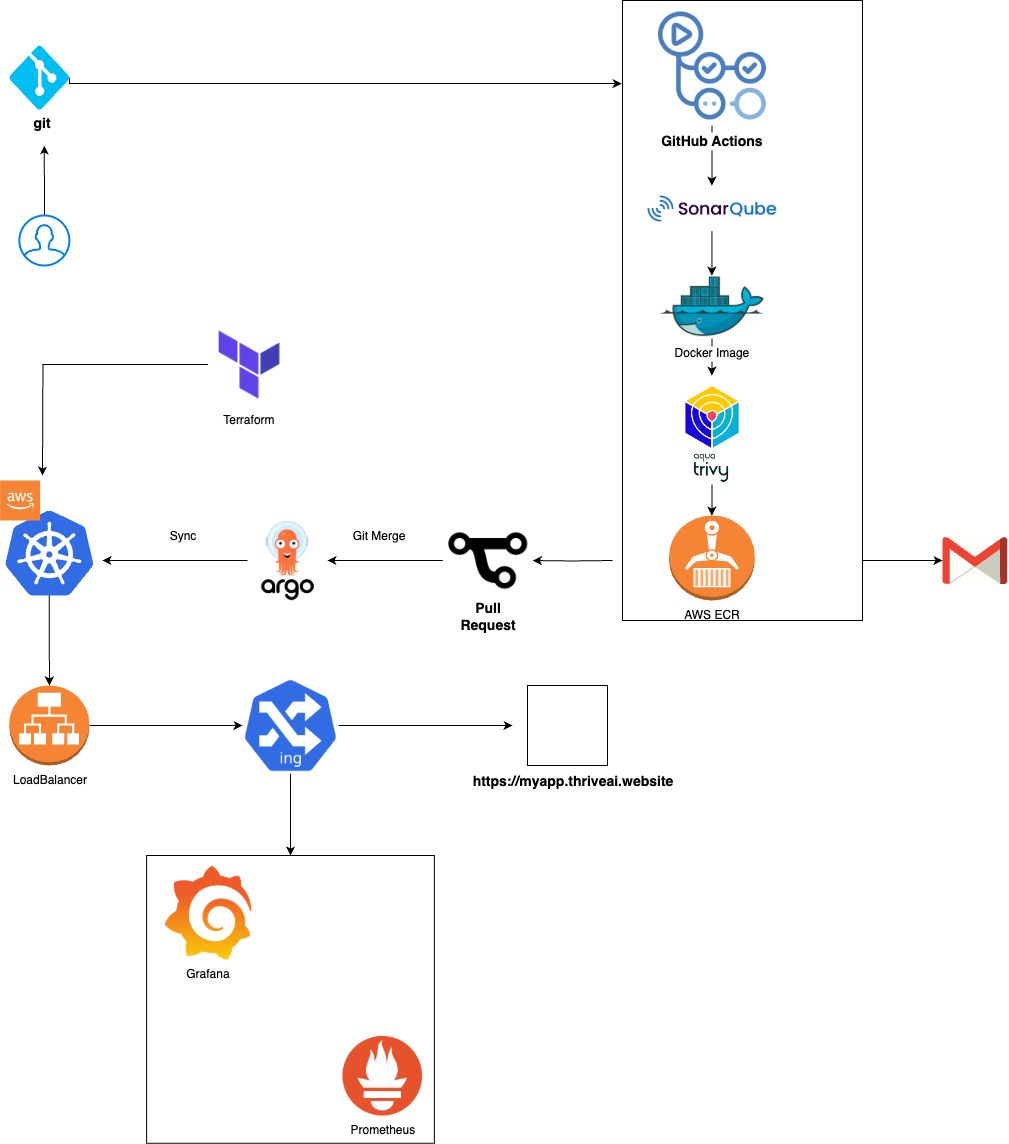 git
GitHub Actions
SonarQube
Docker Image
aqua
trivy
Terraform
aws
Sync
argo
Git Merge
Pull
Request
AWS ECR
LoadBalancer
ing
https://myapp.thriveai.website
Grafana
Prometheus